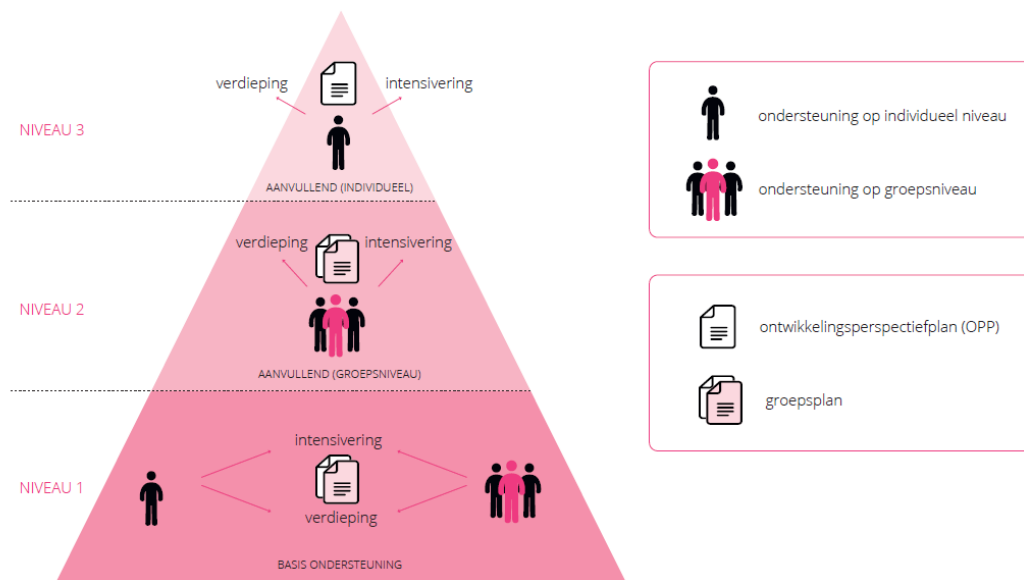 verdieping
intensivering
NIVEAU 3
AANVULLEND (INDIVIDUEEL)
verdieping
intensivering
NIVEAU 2
AANVULLEND (GROEPSNIVEAU)
intensivering
NIVEAU 1
verdieping
BASIS ONDERSTEUNING
ondersteuning op individueel niveau
ondersteuning op groepsniveau
ontwikkelingsperspectiefplan (OPP)
groepsplan